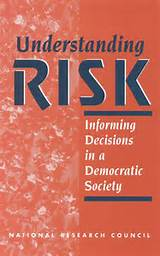 Understanding
RISK
Informing
Decisions in a
Democratic
Society
NATIONAL RESEARCH COUNCIL